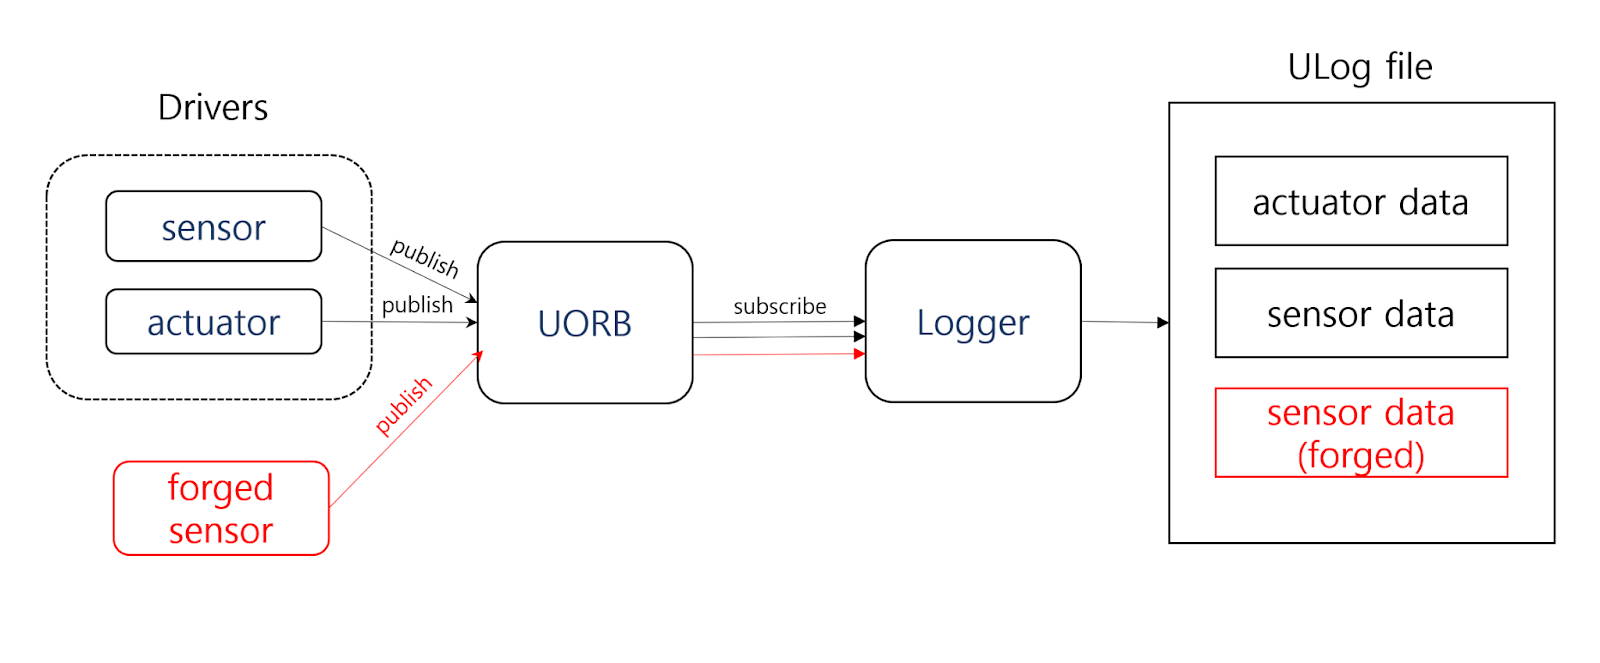 ULog file
Drivers
actuator data
sensor
publish
publish
actuator
UORB
subscribe
Logger
sensor data
publish
sensor data
(forged)
forged
sensor